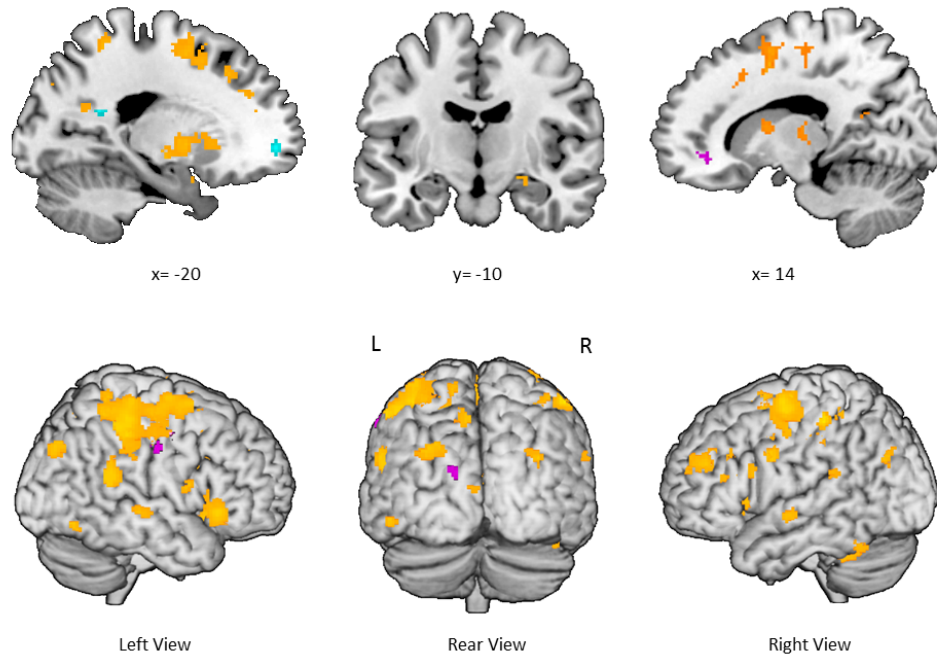 x= -20
y= -10
x= 14
L
R
Left View
Rear View
Right View